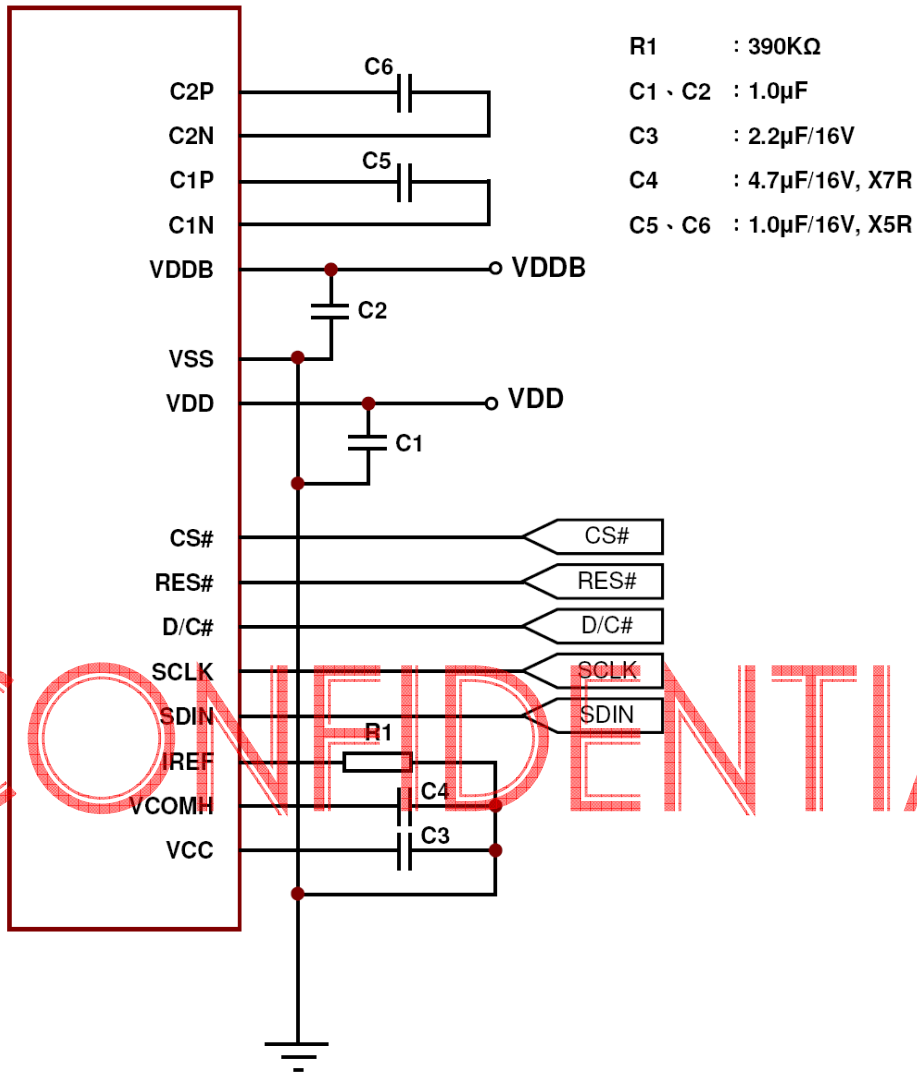 C2P
C2N
C1P
C1N
VDDB
VSS
VDD
CS#
RES#
D/C#
SCLK
SDIN
IREF
VCOMH
VCC
C6
C5
VDDB
C2
VDD
C1
CS#
RES#
D/C#
SCLK
SDIN
R1
C4
C3
R1 : 390KΩ
C1、C2 : 1.0µF
C3 : 2.2µF/16V
C4 : 4.7µF/16V, X7R
C5、C6 : 1.0µF/16V, X5R
CONFIDENTIA